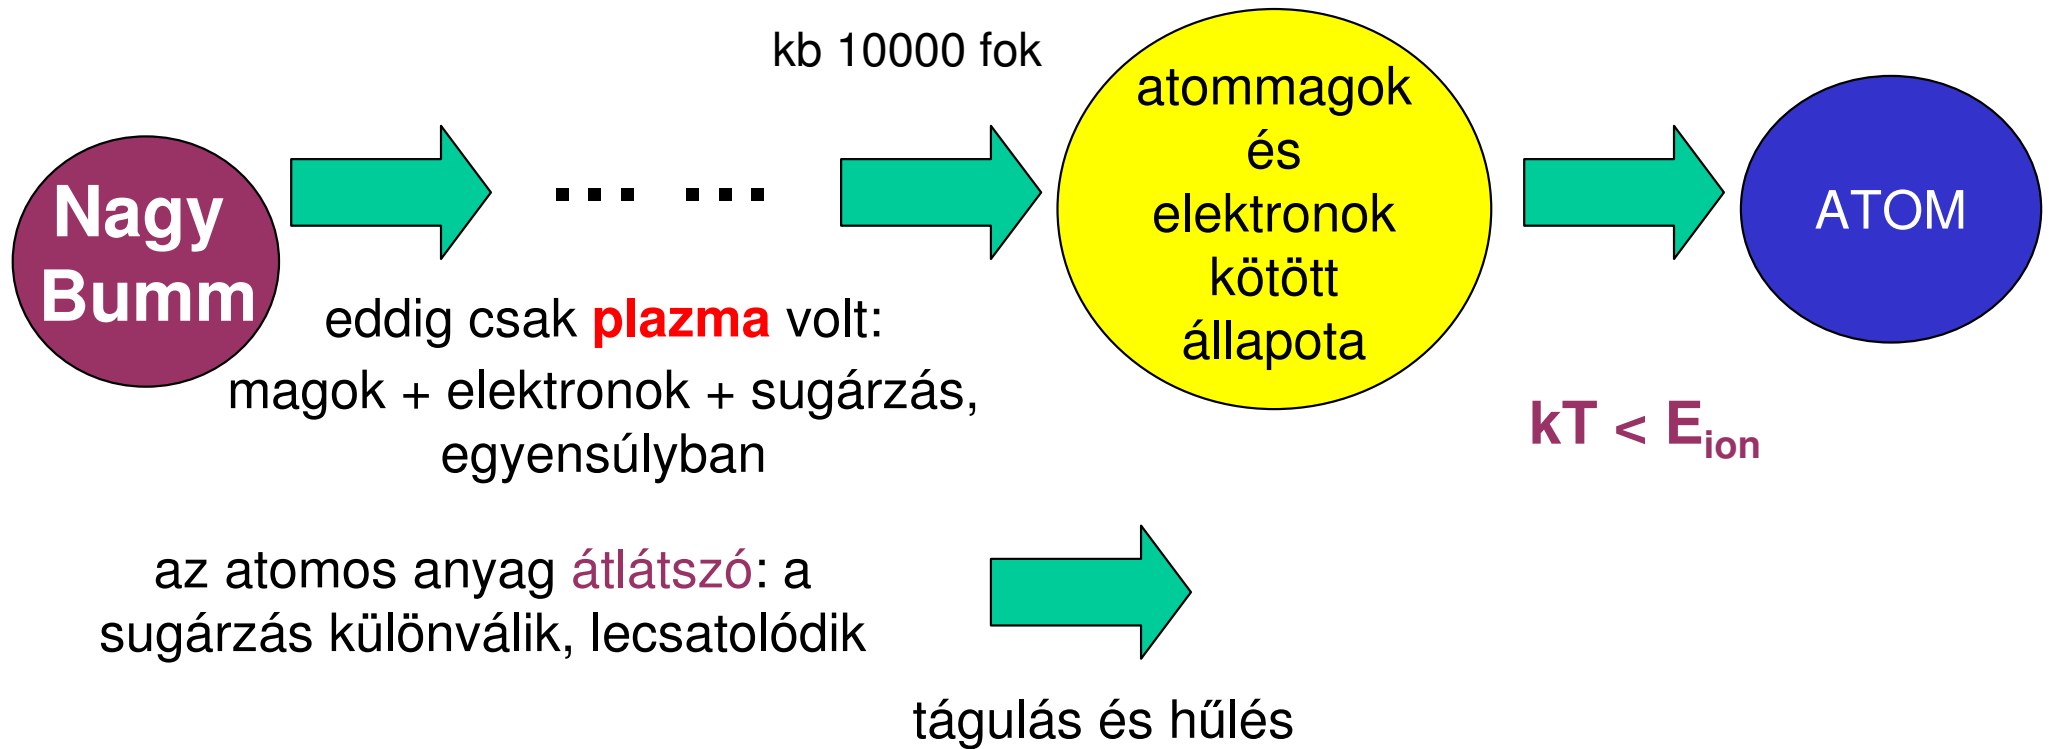 kb 10000 fok
Nagy
Bumm
... ...
atommagok
és
elektronok
kötött
állapota
ATOM
eddig csak plazma volt:
magok + elektronok + sugárzás,
egyensúlyban
kT < E_ion
az atomos anyag átlátszó: a
sugárzás különválik, lecsatolódik
tágulás és hűlés